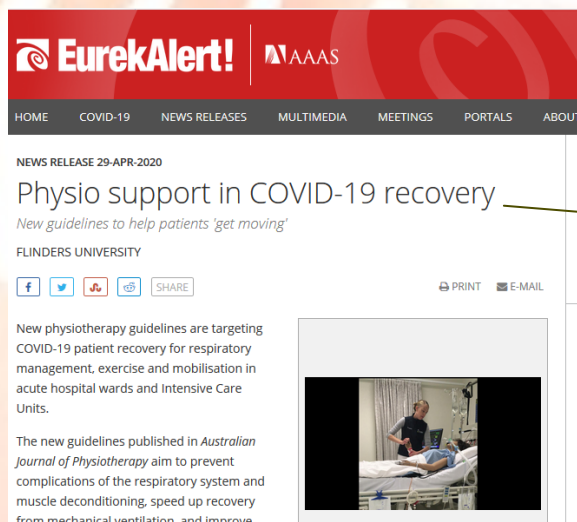 EurekAlert! AAAS
HOME COVID-19 NEWS RELEASES MULTIMEDIA MEETINGS PORTALS ABOUT
NEWS RELEASE 29-APR-2020
Physio support in COVID-19 recovery
New guidelines to help patients 'get moving'
FLINDERS UNIVERSITY
SHARE PRINT E-MAIL
New physiotherapy guidelines are targeting
COVID-19 patient recovery for respiratory
management, exercise and mobilisation in
acute hospital wards and Intensive Care
Units.
The new guidelines published in Australian
Journal of Physiotherapy aim to prevent
complications of the respiratory system and
muscle deconditioning, speed up recovery
from mechanical ventilation, and improve